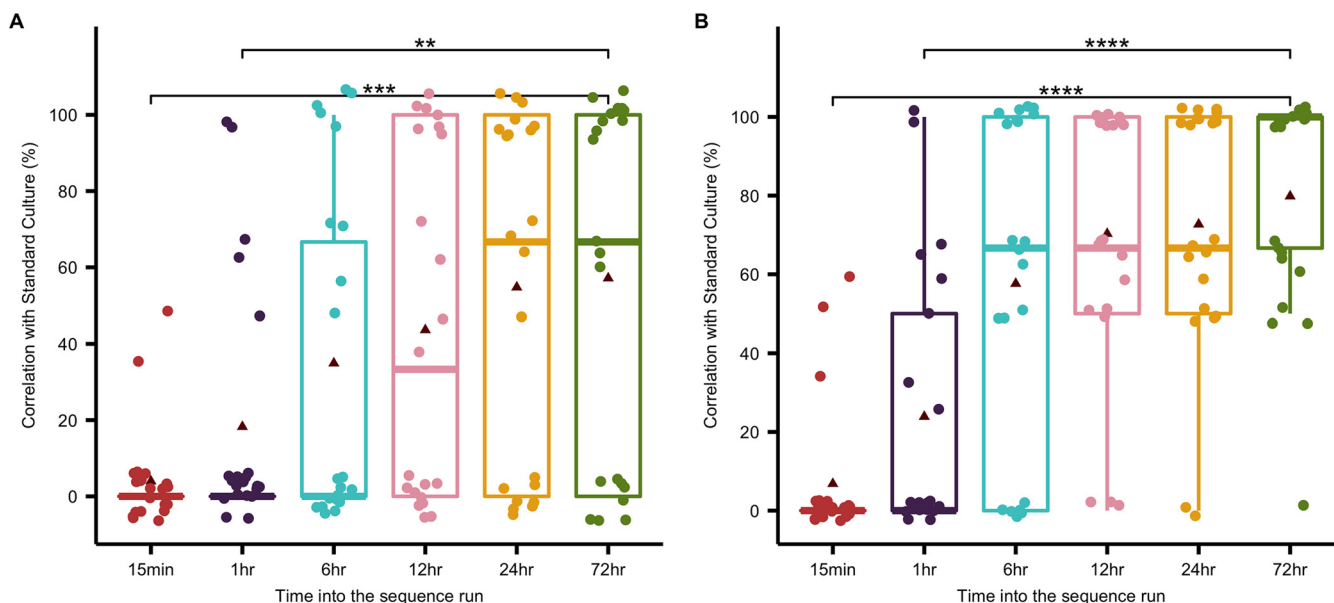 A
**
***
Correlation with Standard Culture (%)
100
80
60
40
20
0
15min 1hr 6hr 12hr 24hr 72hr
Time into the sequence run
B
****
****
Correlation with Standard Culture (%)
100
80
60
40
20
0
15min 1hr 6hr 12hr 24hr 72hr
Time into the sequence run